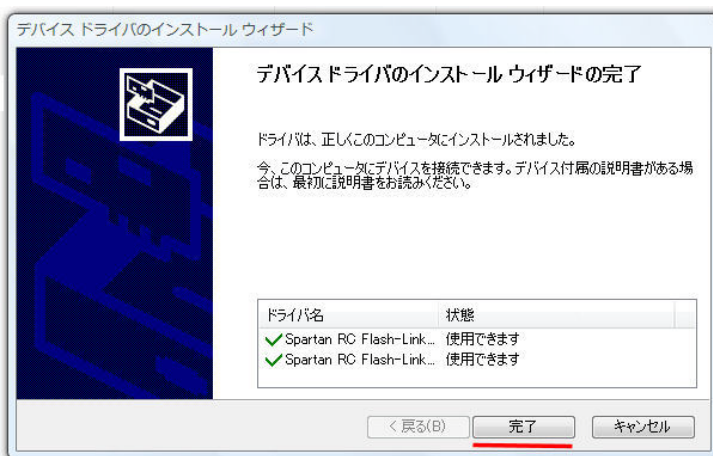 デバイス ドライバのインストール ウィザード
デバイス ドライバのインストール ウィザードの完了
ドライバは、正しくこのコンピュータにインストールされました。
今、このコンピュータにデバイスを接続できます。デバイス付属の説明書がある場
合は、最初に説明書をお読みください。
ドライバ名 状態
Spartan RC Flash-Link... 使用できます
Spartan RC Flash-Link... 使用できます
< 戻る(B) 完了 キャンセル